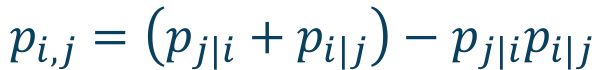 p_{i,j} = (p_{j|i} + p_{i|j}) − p_{j|i}p_{i|j}